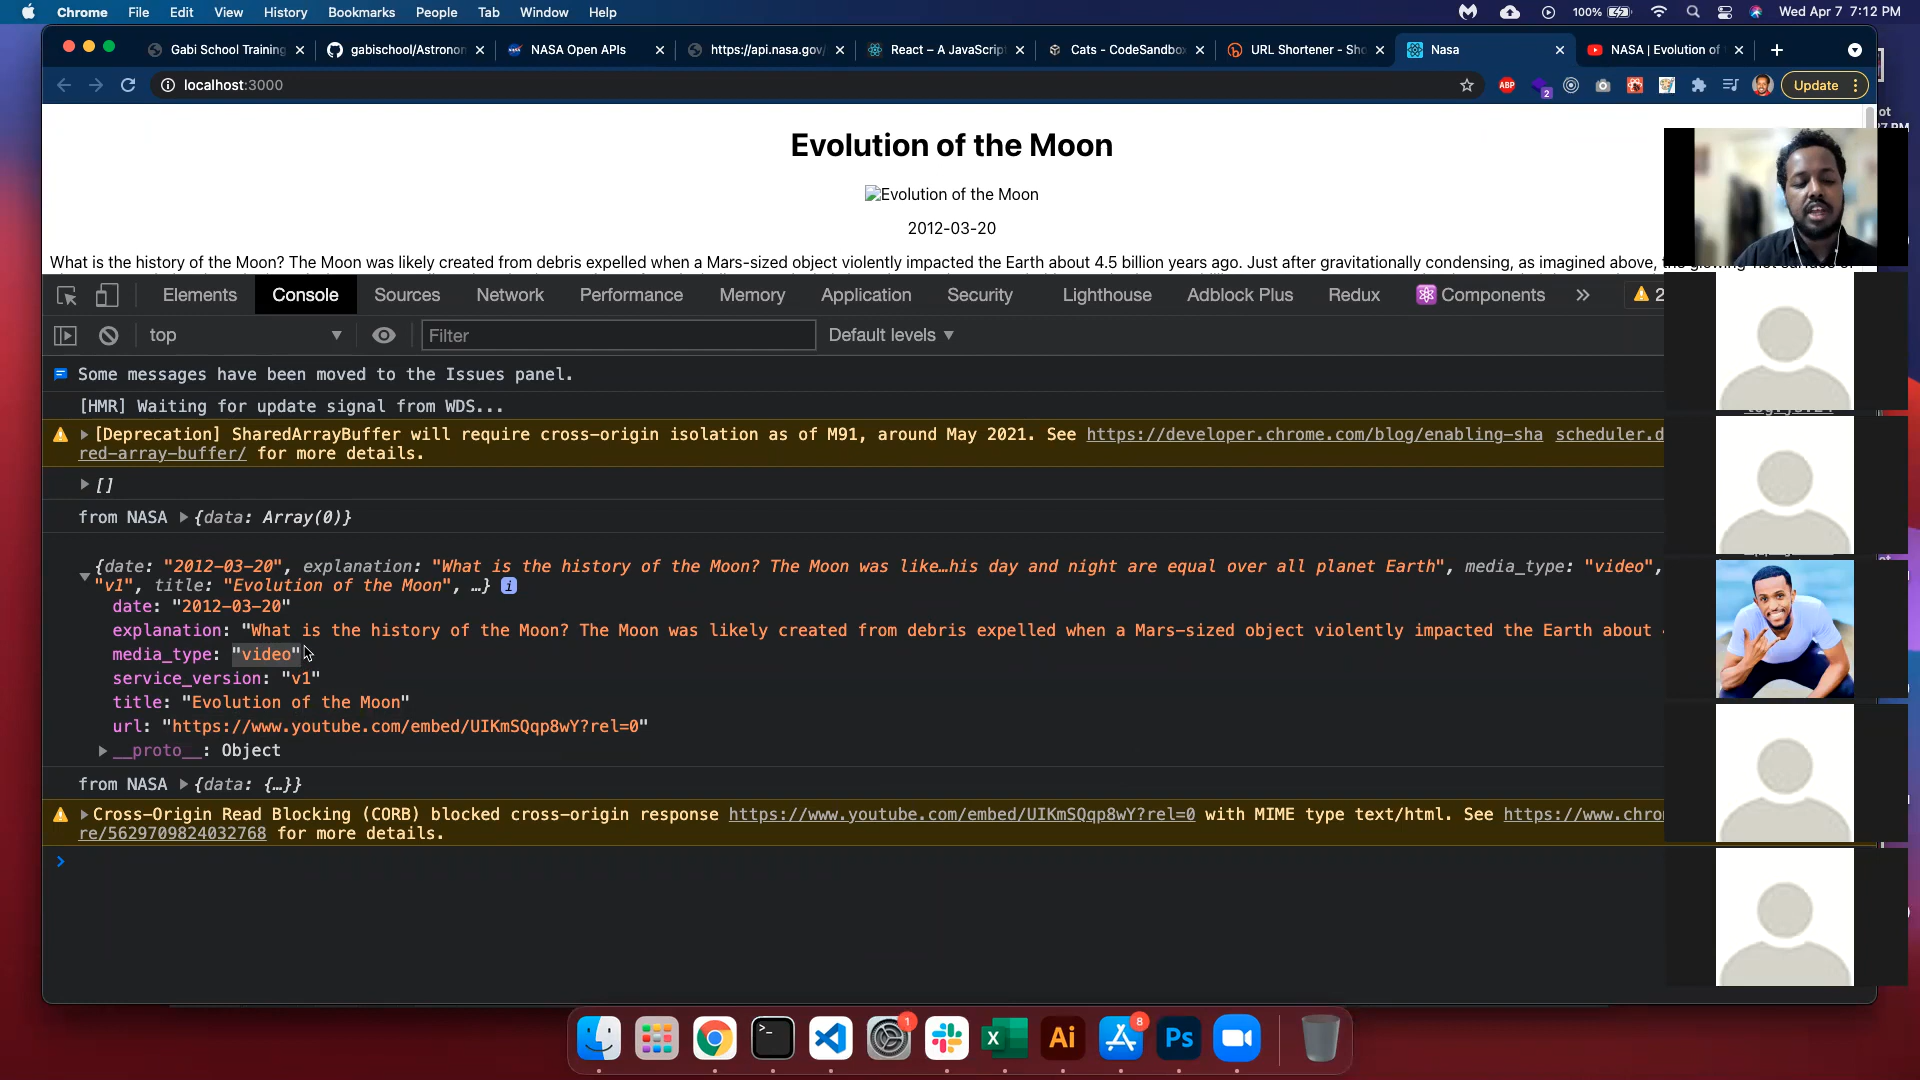 Chrome File Edit View History Bookmarks People Tab Window Help 100% Wed Apr 7 7:12 PM
Gabi School Training gabischool/Astronon NASA Open APIs https://api.nasa.gov/ React – A JavaScript Cats - CodeSandbox URL Shortener - Sho Nasa NASA | Evolution of
localhost:3000 ABP 2 Update
Evolution of the Moon
Evolution of the Moon
2012-03-20
What is the history of the Moon? The Moon was likely created from debris expelled when a Mars-sized object violently impacted the Earth about 4.5 billion years ago. Just after gravitationally condensing, as imagined above,
Elements Console Sources Network Performance Memory Application Security Lighthouse Adblock Plus Redux Components » 2
top Filter Default levels
Some messages have been moved to the Issues panel.
[HMR] Waiting for update signal from WDS...
[Deprecation] SharedArrayBuffer will require cross-origin isolation as of M91, around May 2021. See https://developer.chrome.com/blog/enabling-sha scheduler.d
red-array-buffer/ for more details.
[]
from NASA {data: Array(0)}
{date: "2012-03-20", explanation: "What is the history of the Moon? The Moon was like…his day and night are equal over all planet Earth", media_type: "video",
"v1", title: "Evolution of the Moon", …} i
date: "2012-03-20"
explanation: "What is the history of the Moon? The Moon was likely created from debris expelled when a Mars-sized object violently impacted the Earth about
media_type: "video"
service_version: "v1"
title: "Evolution of the Moon"
url: "https://www.youtube.com/embed/UIKmSQqp8wY?rel=0"
__proto__: Object
from NASA {data: {…}}
Cross-Origin Read Blocking (CORB) blocked cross-origin response https://www.youtube.com/embed/UIKmSQqp8wY?rel=0 with MIME type text/html. See https://www.chro
re/5629709824032768 for more details.
1 X Ai 8 Ps